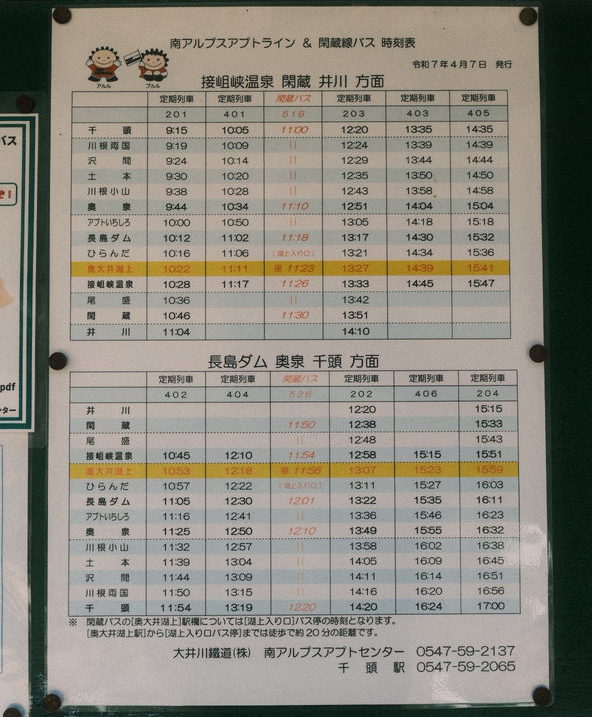 南アルプスアプトライン & 閑蔵線バス 時刻表
令和７年４月７日 発行
アルル プルル
接岨峡温泉 閑蔵 井川 方面
定期列車 定期列車 閑蔵バス 定期列車 定期列車 定期列車
201 401 518 203 403 405
千頭 9:15 10:05 11:00 12:20 13:35 14:35
川根両国 9:19 10:09 || 12:24 13:39 14:39
沢間 9:24 10:14 || 12:29 13:44 14:44
土本 9:30 10:20 || 12:35 13:50 14:50
川根小山 9:38 10:28 || 12:43 13:58 14:58
奥泉 9:44 10:34 11:10 12:51 14:04 15:04
アプトいちしろ 10:00 10:50 || 13:05 14:18 15:18
長島ダム 10:12 11:02 11:18 13:17 14:30 15:32
ひらんだ 10:16 11:06 (湖上入り口) 13:21 14:34 15:36
奥大井湖上 10:22 11:11 ※ 11:23 13:27 14:39 15:41
接岨峡温泉 10:28 11:17 11:26 13:33 14:45 15:47
尾盛 10:36 || 13:42
閑蔵 10:46 11:30 13:51
井川 11:04 14:10
長島ダム 奥泉 千頭 方面
定期列車 定期列車 閑蔵バス 定期列車 定期列車 定期列車
402 404 528 202 406 204
井川 12:20 15:15
閑蔵 11:50 12:38 15:33
尾盛 || 12:48 15:43
接岨峡温泉 10:45 12:10 11:54 12:58 15:15 15:51
奥大井湖上 10:53 12:18 ※ 11:56 13:07 15:23 15:59
ひらんだ 10:57 12:22 (湖上入り口) 13:11 15:27 16:03
長島ダム 11:05 12:30 12:01 13:22 15:35 16:11
アプトいちしろ 11:16 12:41 || 13:36 15:46 16:23
奥泉 11:25 12:50 12:10 13:49 15:55 16:32
川根小山 11:32 12:57 || 13:58 16:02 16:38
土本 11:39 13:04 || 14:05 16:09 16:45
沢間 11:44 13:09 || 14:11 16:14 16:51
川根両国 11:50 13:15 || 14:16 16:20 16:56
千頭 11:54 13:19 12:20 14:20 16:24 17:00
※ 閑蔵バスの[奥大井湖上]駅欄については[湖上入り口]バス停の時刻となります。
[奥大井湖上駅]から[湖上入り口バス停]までは徒歩で約２０分の距離です。
大井川鐵道(株) 南アルプスアプトセンター 0547-59-2137
千頭駅 0547-59-2065
バス
pdf
ンター